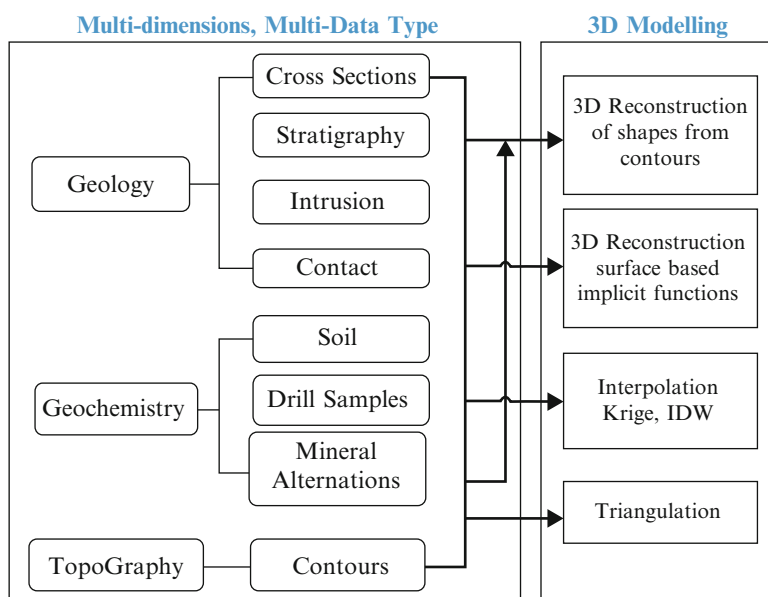 Multi-dimensions, Multi-Data Type
3D Modelling
Geology
Cross Sections
Stratigraphy
Intrusion
Contact
Geochemistry
Soil
Drill Samples
Mineral
Alternations
TopoGraphy
Contours
3D Reconstruction
of shapes from
contours
3D Reconstruction
surface based
implicit functions
Interpolation
Krige, IDW
Triangulation